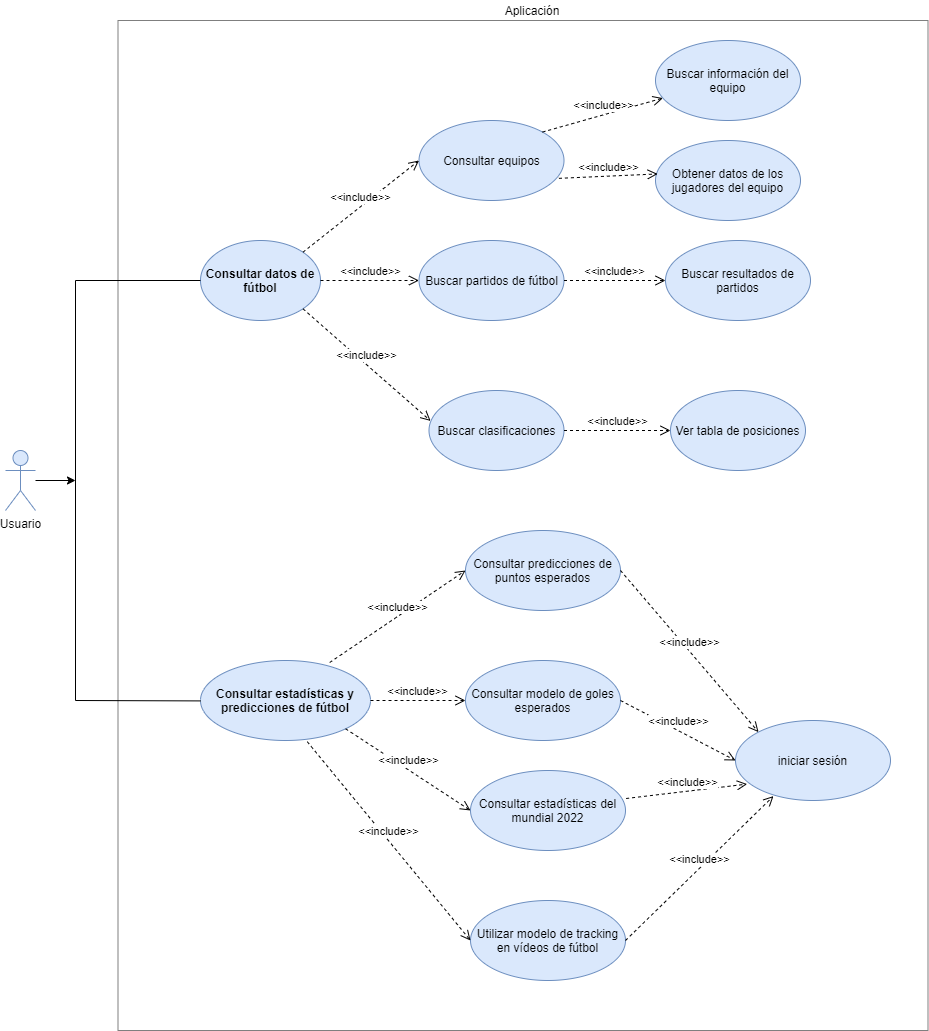 Aplicación
Buscar información del
equipo
<<include>>
Consultar equipos
<<include>>
Obtener datos de los
jugadores del equipo
<<include>>
Consultar datos de
fútbol
<<include>>
Buscar partidos de fútbol
<<include>>
Buscar resultados de
partidos
<<include>>
Buscar clasificaciones
<<include>>
Ver tabla de posiciones
Usuario
Consultar predicciones de
puntos esperados
<<include>>
<<include>>
Consultar estadísticas y
predicciones de fútbol
<<include>>
Consultar modelo de goles
esperados
<<include>>
iniciar sesión
<<include>>
Consultar estadísticas del
mundial 2022
<<include>>
<<include>>
<<include>>
Utilizar modelo de tracking
en vídeos de fútbol